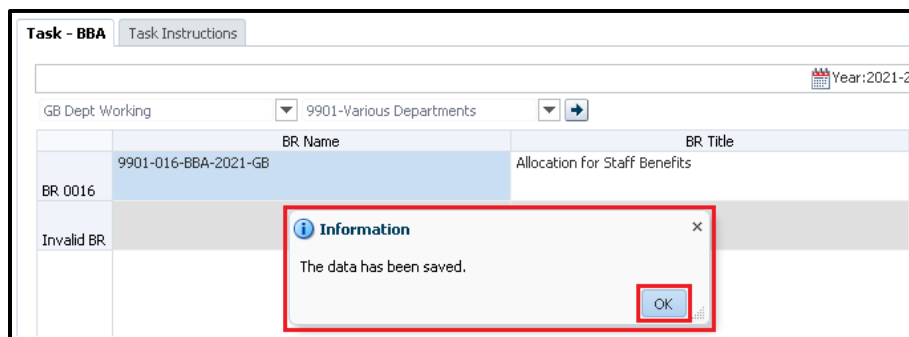 Task - BBA Task Instructions
Year:2021-2
GB Dept Working 9901-Various Departments
BR Name BR Title
9901-016-BBA-2021-GB Allocation for Staff Benefits
BR 0016
Information
Invalid BR
The data has been saved.
OK